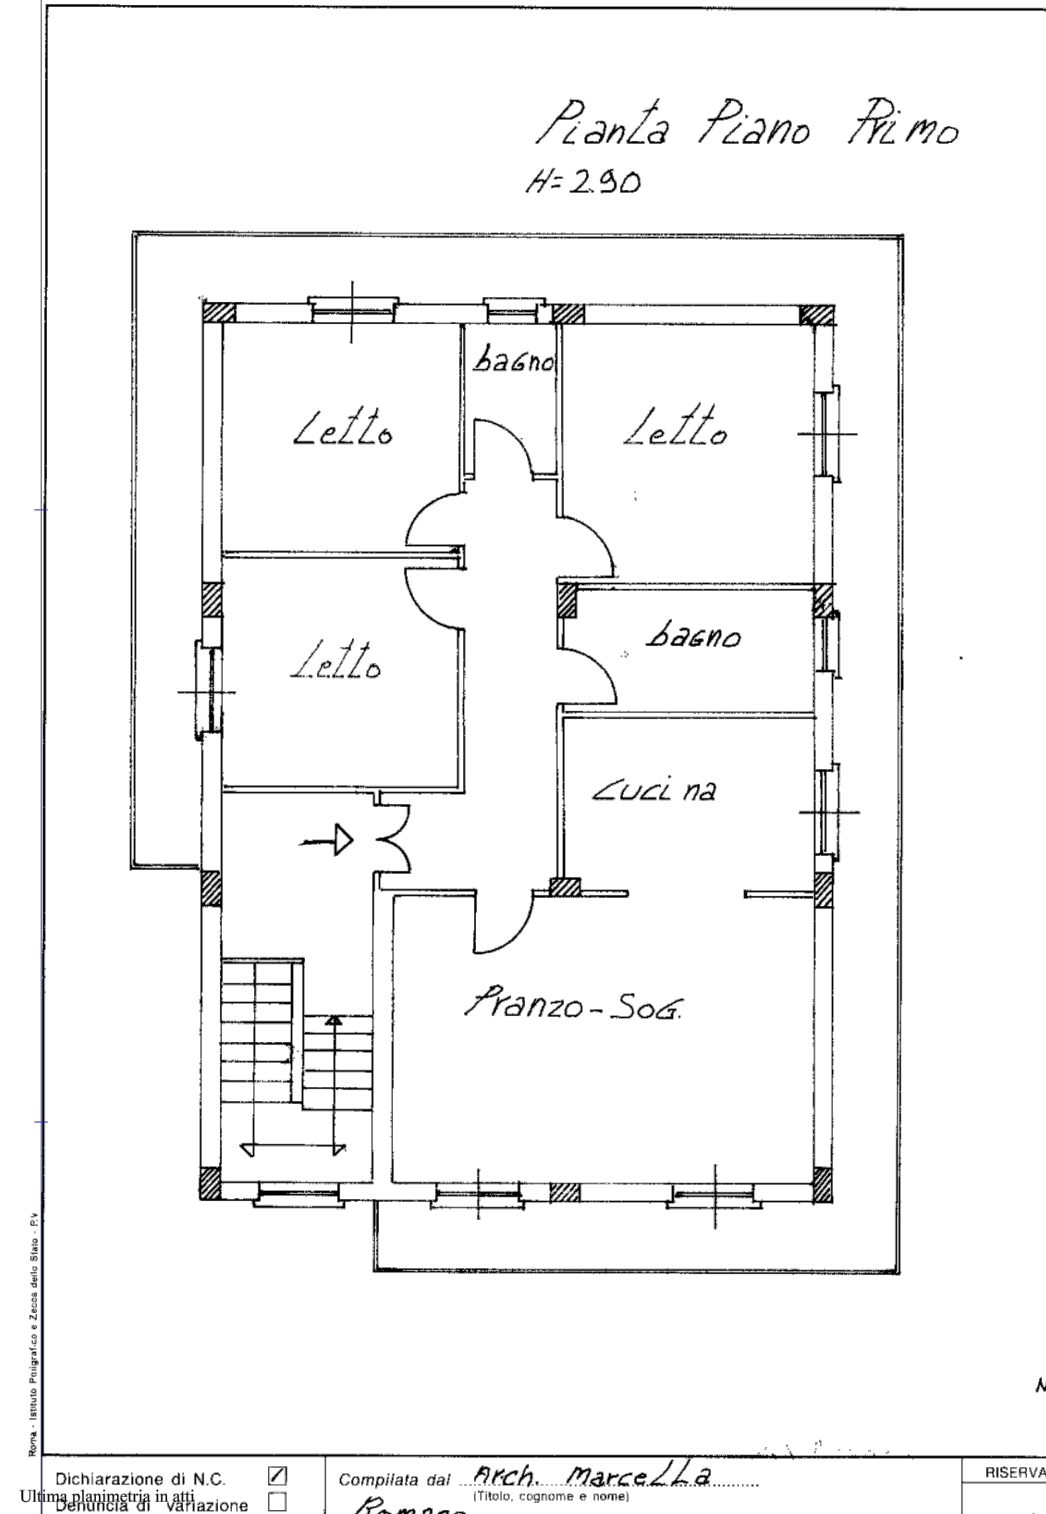 Pianta Piano Primo
H=2.90
bagno
Letto
Letto
bagno
Letto
Cucina
Pranzo-Sog.
Roma - Istituto Poligrafico e Zecca dello Stato - P.V.
Dichiarazione di N.C.
Compilata dal Arch. Marcella
RISERVA
(Titolo, cognome e nome)
Ultima planimetria in atti
Denuncia di Variazione